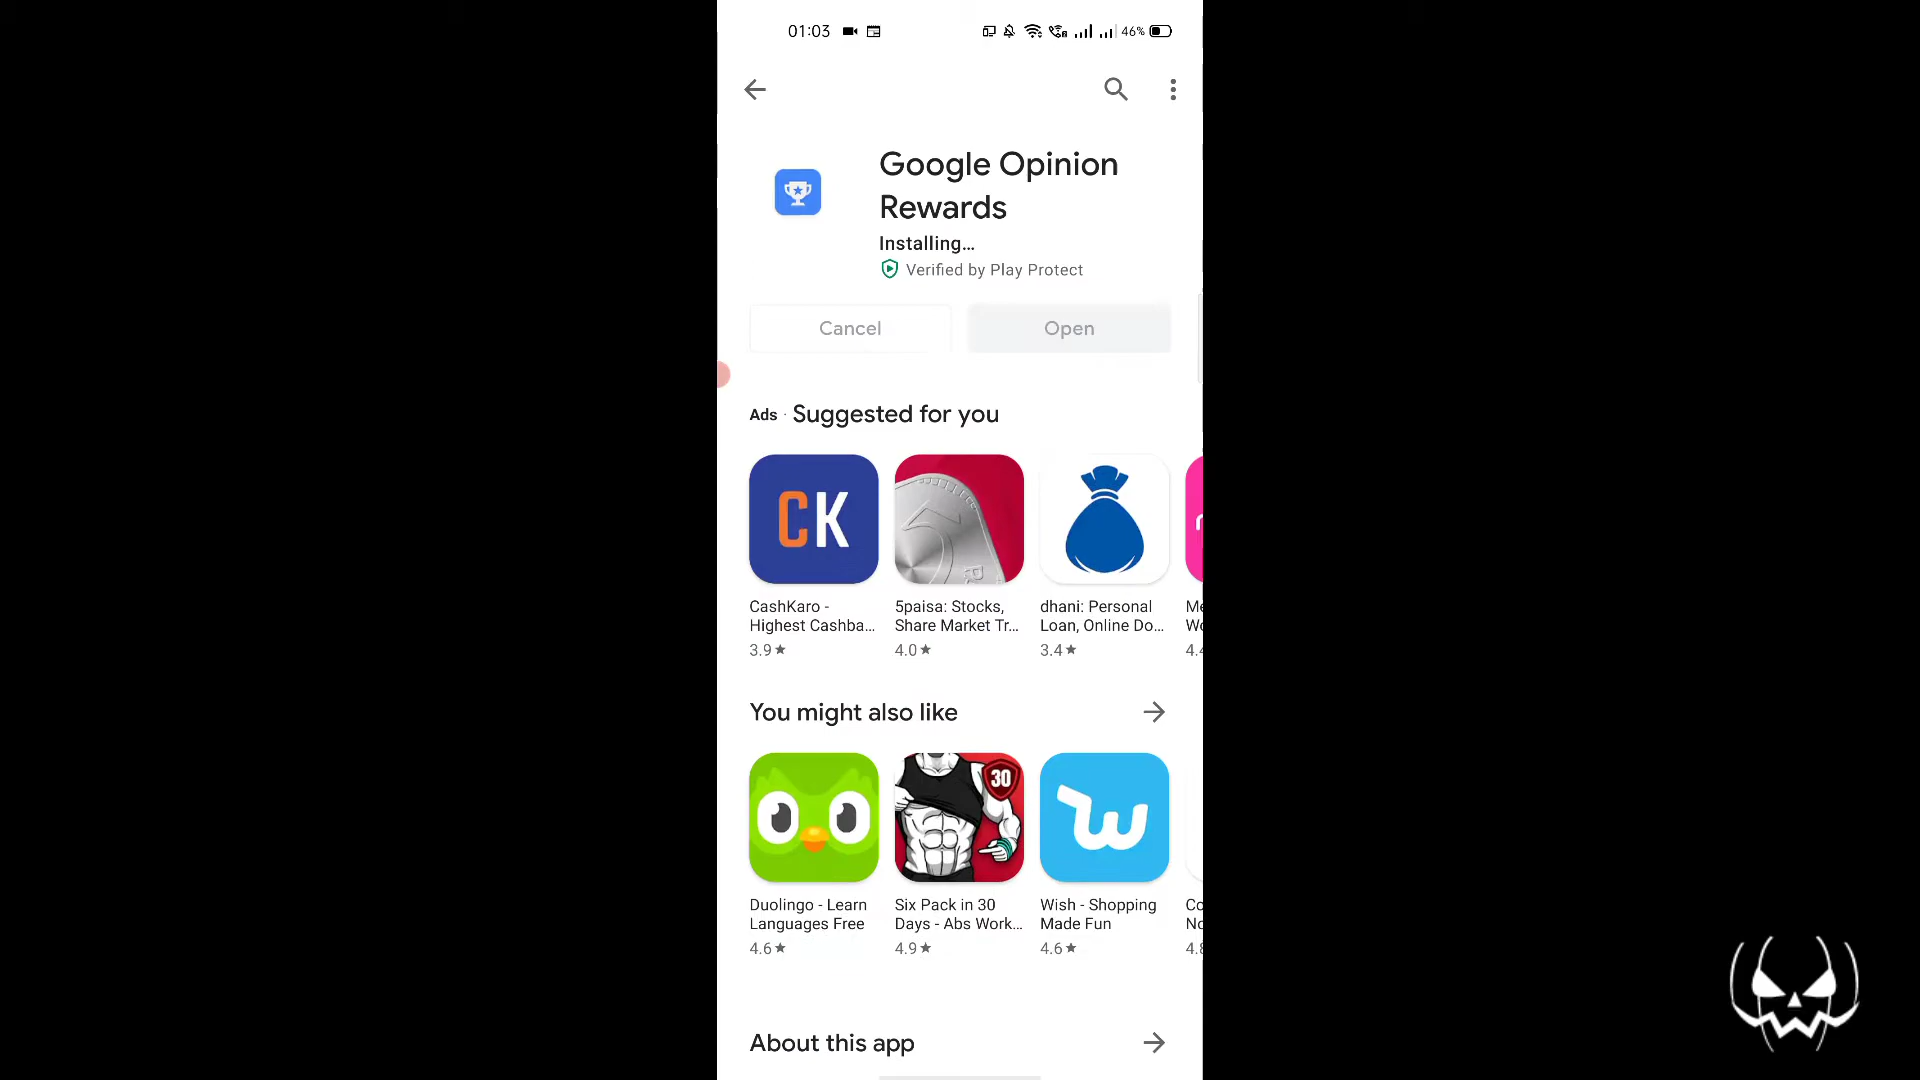 01:03
46%
Google Opinion
Rewards
Installing...
Verified by Play Protect
Cancel
Open
Ads · Suggested for you
CK
CashKaro -
Highest Cashba...
3.9★
5paisa: Stocks,
Share Market Tr...
4.0★
dhani: Personal
Loan, Online Do...
3.4★
You might also like
30
Duolingo - Learn
Languages Free
4.6★
Six Pack in 30
Days - Abs Work...
4.9★
Wish - Shopping
Made Fun
4.6★
About this app